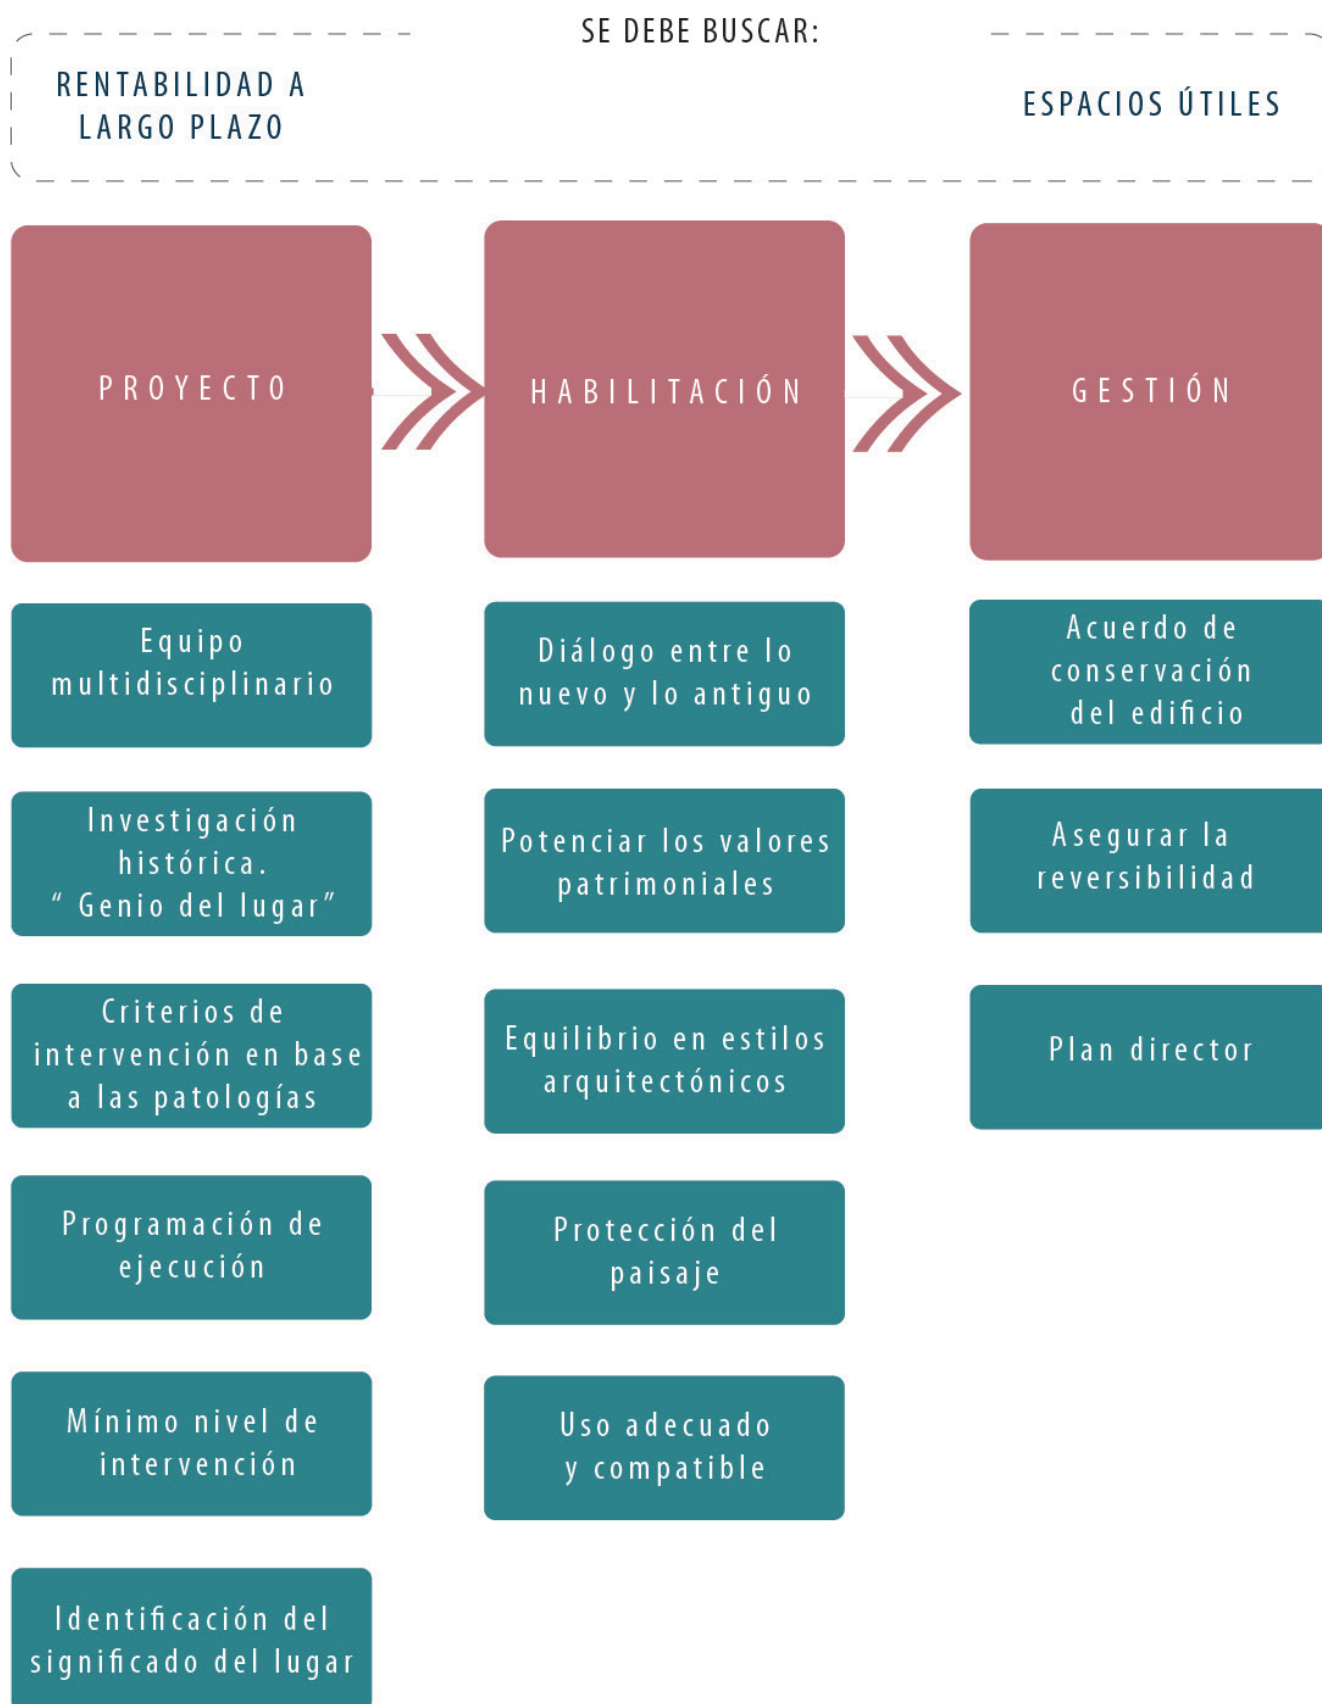 SE DEBE BUSCAR:
RENTABILIDAD A
LARGO PLAZO
ESPACIOS ÚTILES
PROYECTO
HABILITACIÓN
GESTIÓN
Equipo
multidisciplinario
Investigación
histórica.
“ Genio del lugar”
Criterios de
intervención en base
a las patologías
Programación de
ejecución
Mínimo nivel de
intervención
Identificación del
significado del lugar
Diálogo entre lo
nuevo y lo antiguo
Potenciar los valores
patrimoniales
Equilibrio en estilos
arquitectónicos
Protección del
paisaje
Uso adecuado
y compatible
Acuerdo de
conservación
del edificio
Asegurar la
reversibilidad
Plan director